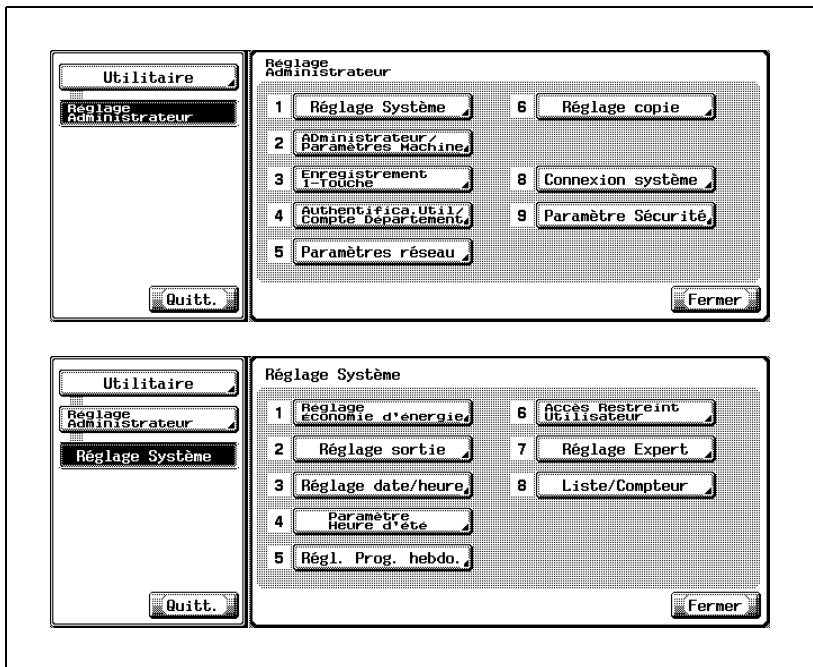 Utilitaire
Réglage
Administrateur
Quitt.
Réglage
Administrateur
1 Réglage Système
2 ADministrateur/
Paramètres Machine
3 Enregistrement
1-Touche
4 Authentifica.Util/
Compte Département
5 Paramètres réseau
6 Réglage copie
8 Connexion système
9 Paramètre Sécurité
Fermer
Utilitaire
Réglage
Administrateur
Réglage Système
Quitt.
Réglage Système
1 Réglage
économie d'énergie
2 Réglage sortie
3 Réglage date/heure
4 Paramètre
Heure d'été
5 Régl. Prog. hebdo.
6 Accès Restreint
Utilisateur
7 Réglage Expert
8 Liste/Compteur
Fermer